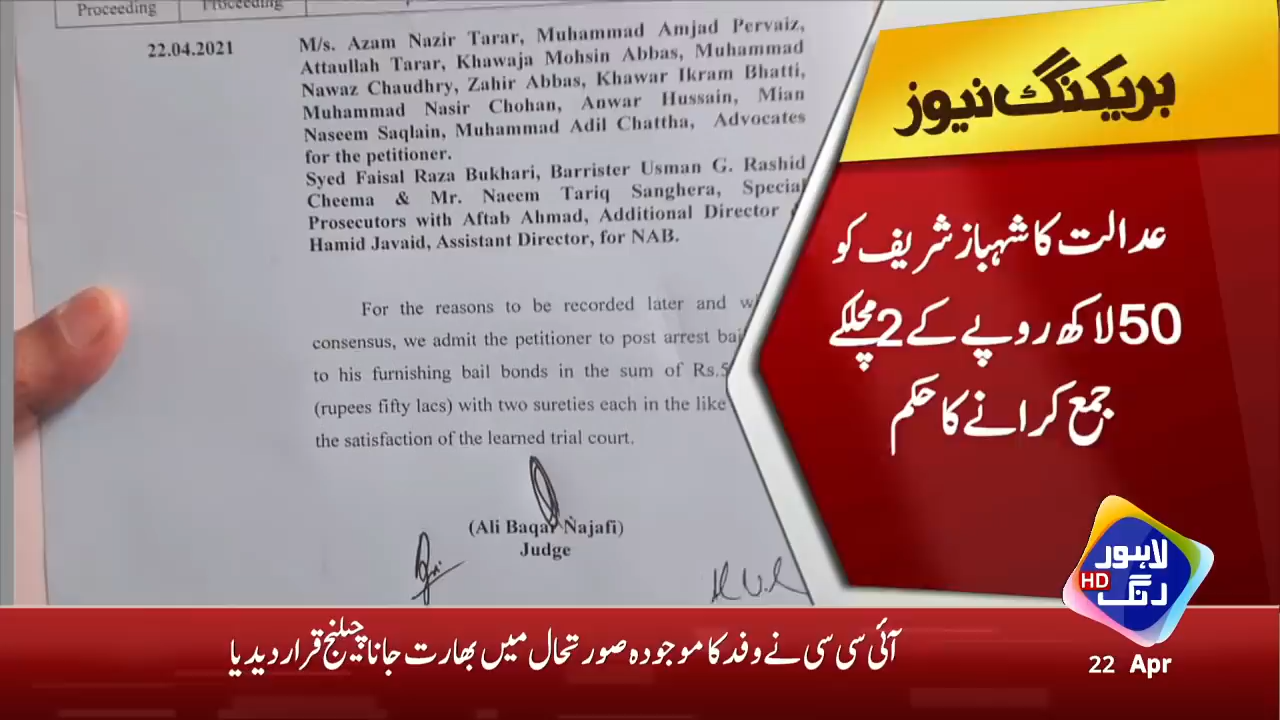 Proceeding
Proceeding
22.04.2021
M/s. Azam Nazir Tarar, Muhammad Amjad Pervaiz,
Attaullah Tarar, Khawaja Mohsin Abbas, Muhammad
Nawaz Chaudhry, Zahir Abbas, Khawar Ikram Bhatti,
Muhammad Nasir Chohan, Anwar Hussain, Mian
Naseem Saqlain, Muhammad Adil Chattha, Advocates
for the petitioner.
Syed Faisal Raza Bukhari, Barrister Usman G. Rashid
Cheema & Mr. Naeem Tariq Sanghera, Special
Prosecutors with Aftab Ahmad, Additional Director
Hamid Javaid, Assistant Director, for NAB.
For the reasons to be recorded later and
consensus, we admit the petitioner to post arrest
to his furnishing bail bonds in the sum of Rs.5
(rupees fifty lacs) with two sureties each in the like
the satisfaction of the learned trial court.
(Ali Baqar Najafi)
Judge
بریکنگ نیوز
عدالت کا شہباز شریف کو
50 لاکھ روپے کے 2 مچلکے
جمع کرانے کا حکم
لاہور
HD رنگ
آئی سی سی نے وفد کا موجودہ صورتحال میں بھارت جانا چیلنج قرار دیدیا
22 Apr